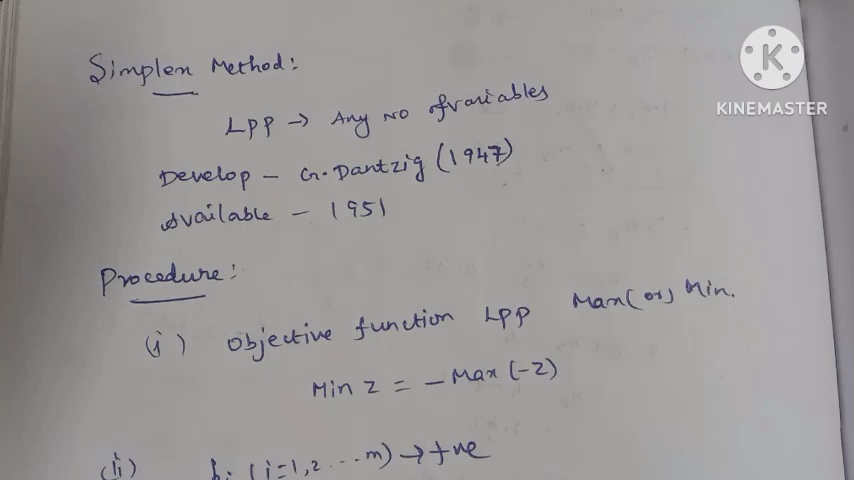 Simplex Method:
LPP → Any NO of variables
Develop - G. Dantzig (1947)
Available - 1951
Procedure:
(i) Objective function LPP Max (or) Min.
Min Z = - Max (-Z)
(ii) bi (i=1,2 ... m) → +ve
K
KINEMASTER